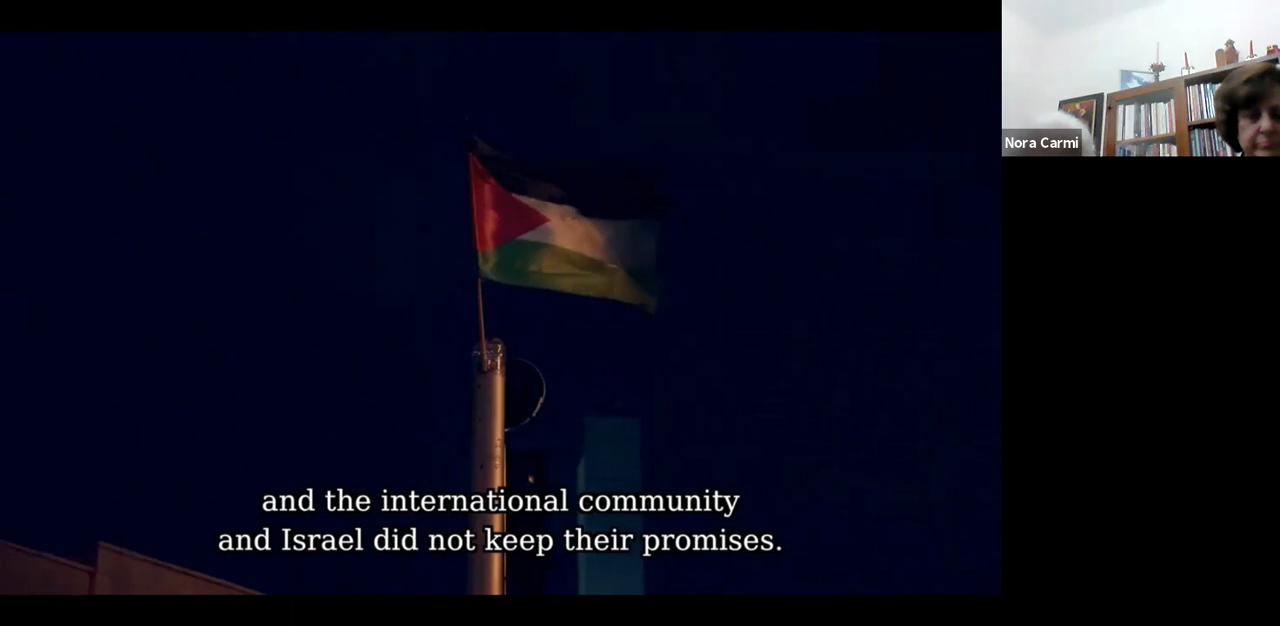 Nora Carmi
and the international community
and Israel did not keep their promises.